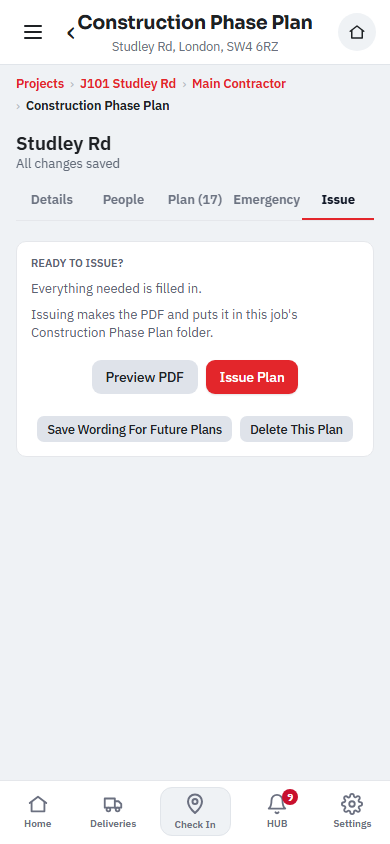 Construction Phase Plan
Studley Rd, London, SW4 6RZ
Projects › J101 Studley Rd › Main Contractor
› Construction Phase Plan
Studley Rd
All changes saved
Details People Plan (17) Emergency Issue
READY TO ISSUE?
Everything needed is filled in.
Issuing makes the PDF and puts it in this job's
Construction Phase Plan folder.
Preview PDF Issue Plan
Save Wording For Future Plans Delete This Plan
9
Home Deliveries Check In HUB Settings